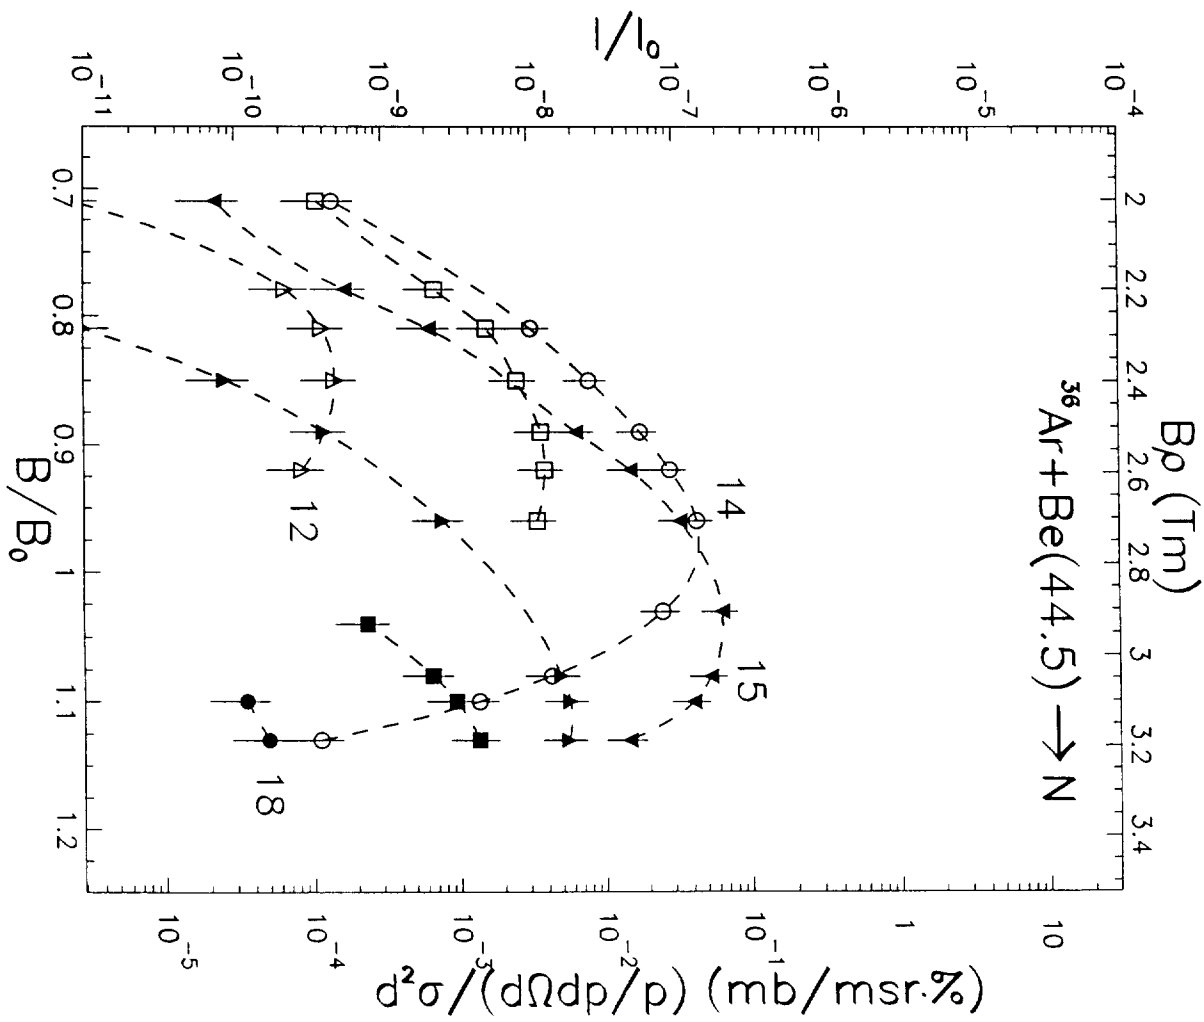 Bρ (Tm)
2 2.2 2.4 2.6 2.8 3 3.2 3.4
³⁶Ar+Be(44.5) → N
I/I₀
10⁻⁴
10⁻⁵
10⁻⁶
10⁻⁷
10⁻⁸
10⁻⁹
10⁻¹⁰
10⁻¹¹
14
15
12
18
10
1
10⁻¹
10⁻²
10⁻³
10⁻⁴
10⁻⁵
d²σ/(dΩdp/p) (mb/msr.%)
0.7 0.8 0.9 1 1.1 1.2
B/B₀